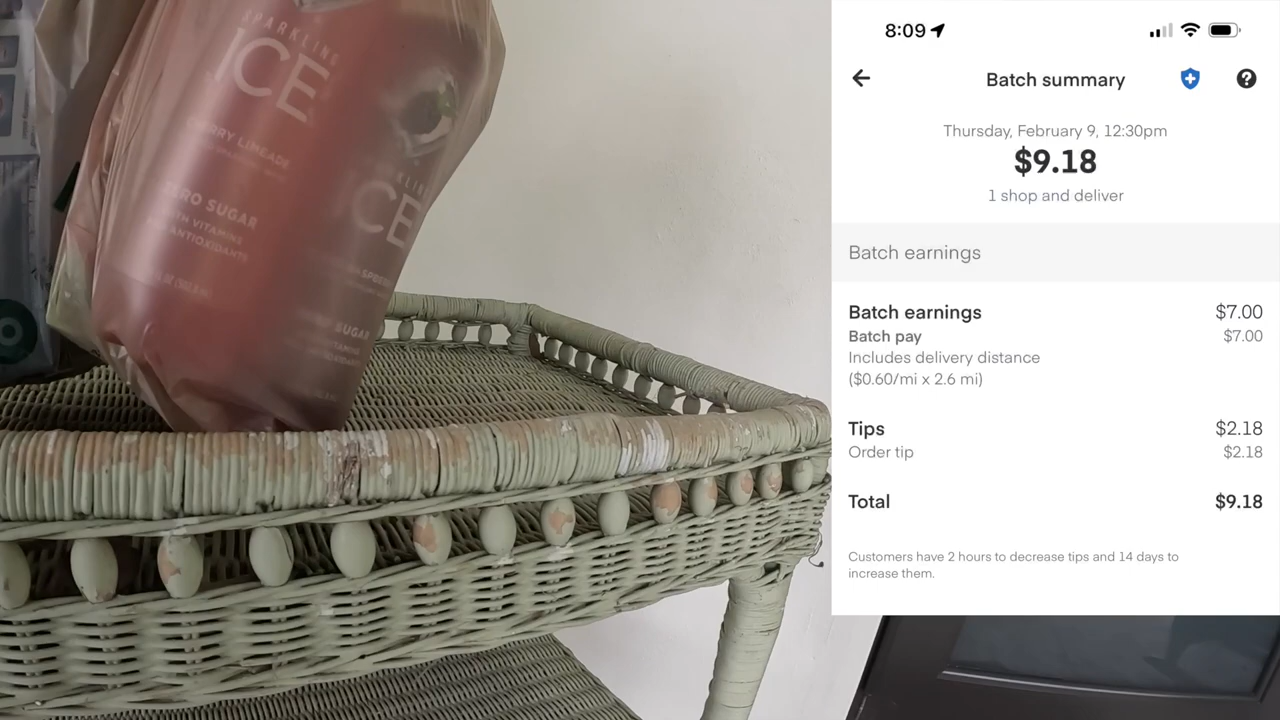 SPARKLING
ICE
CHERRY LIMEADE
ZERO SUGAR
WITH VITAMINS
ANTIOXIDANTS
ICE
SUGAR
8:09
Batch summary
Thursday, February 9, 12:30pm
$9.18
1 shop and deliver
Batch earnings
Batch earnings $7.00
Batch pay $7.00
Includes delivery distance
($0.60/mi x 2.6 mi)
Tips $2.18
Order tip $2.18
Total $9.18
Customers have 2 hours to decrease tips and 14 days to
increase them.